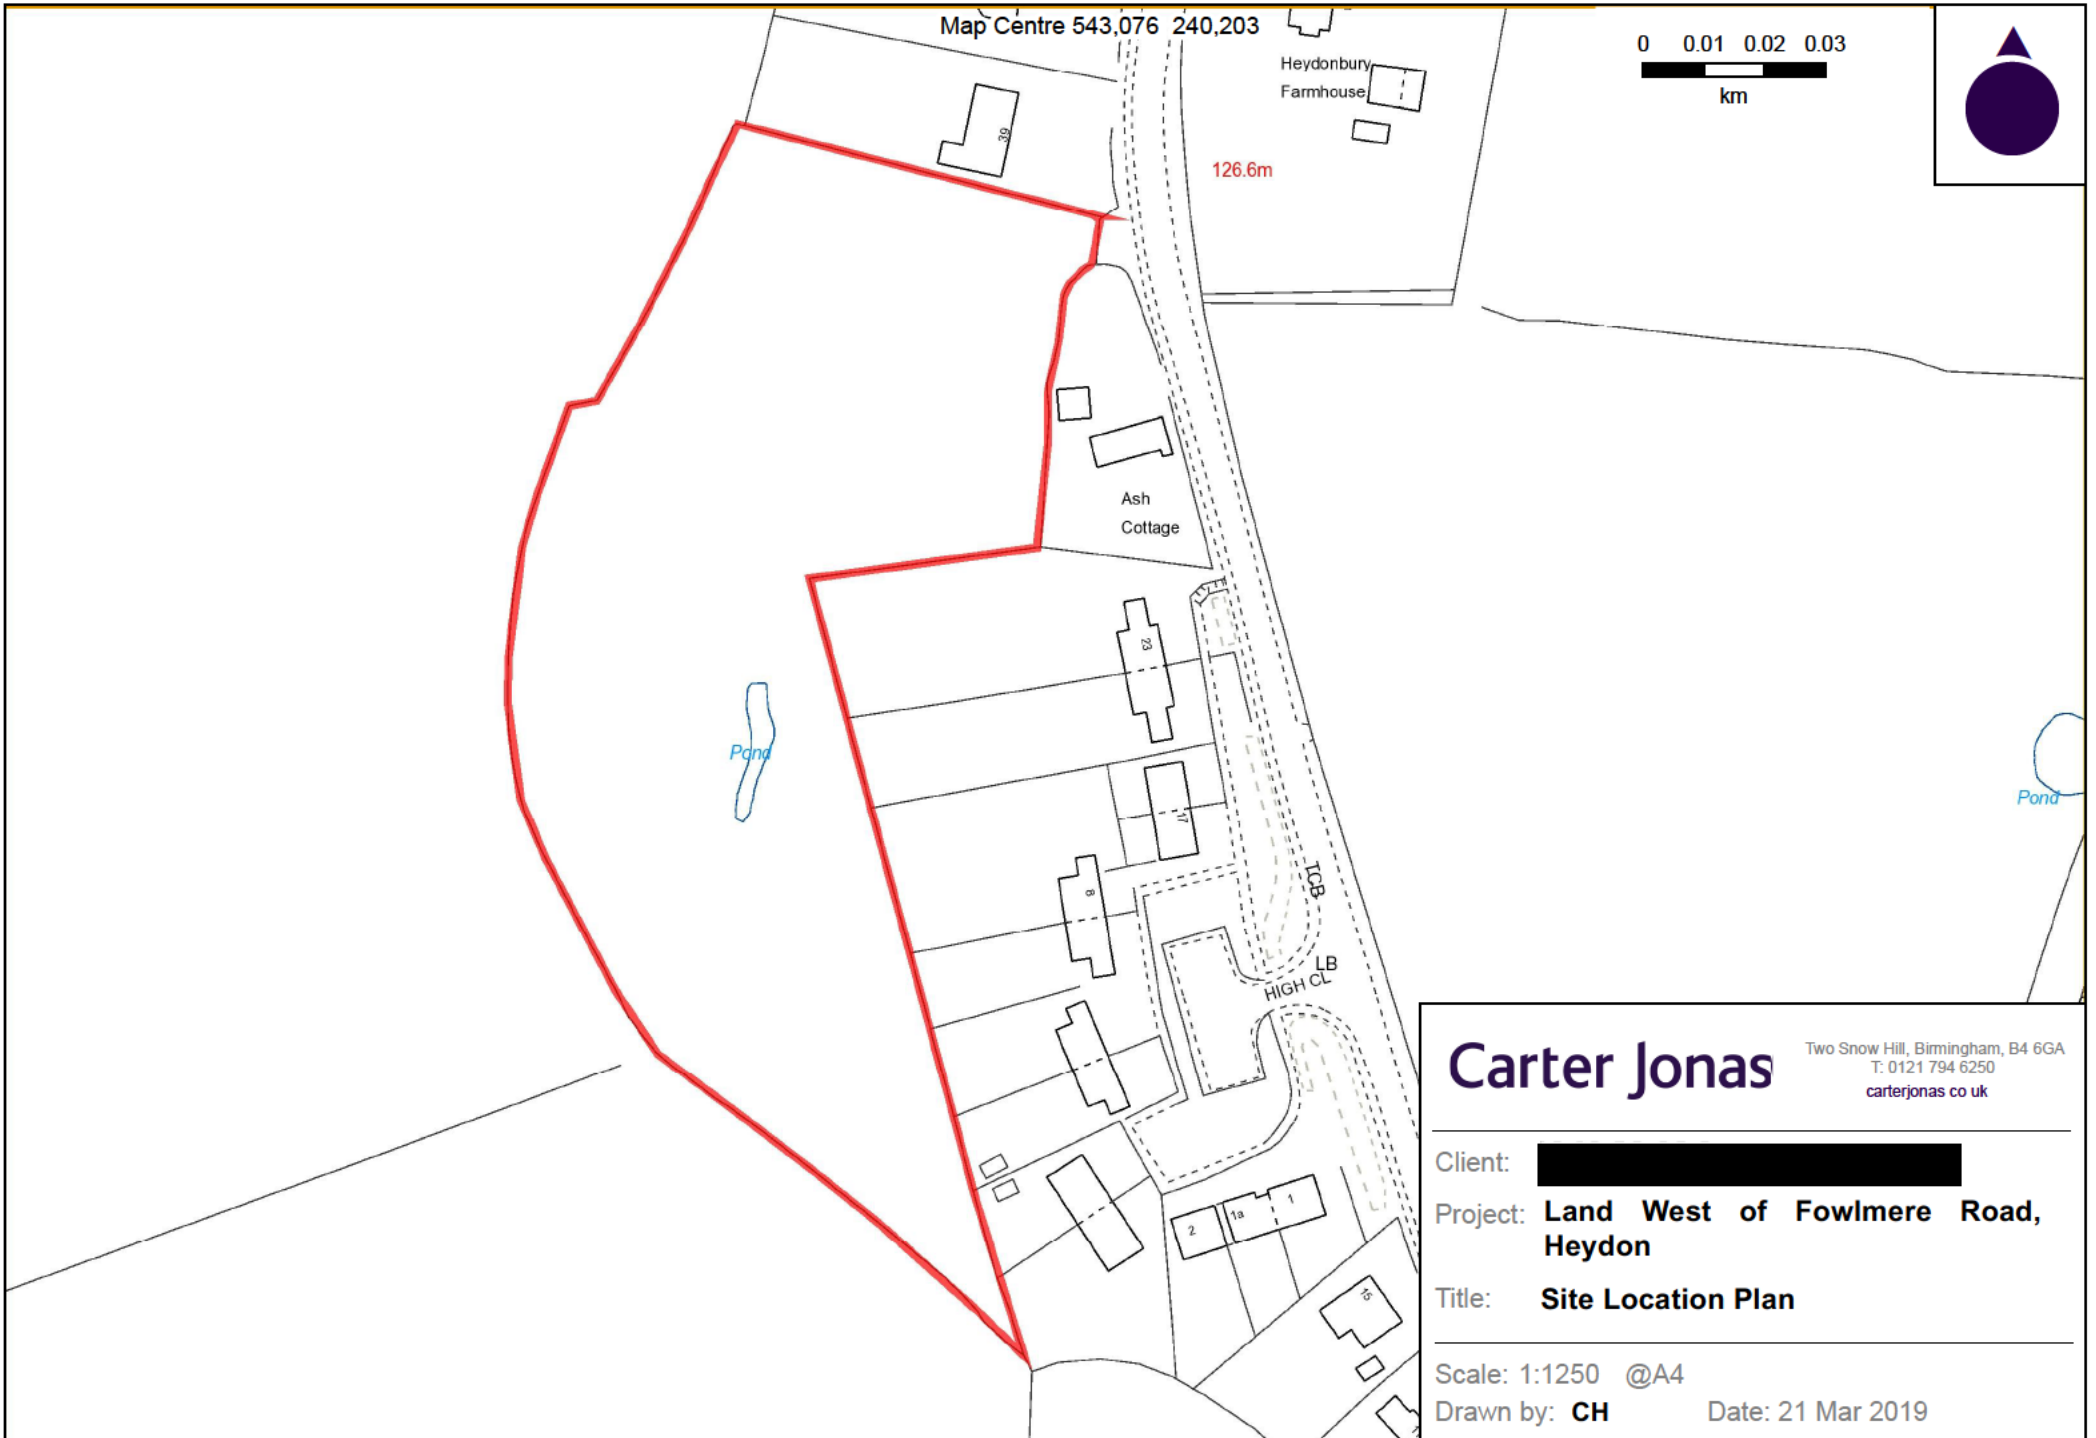 Map Centre 543,076 240,203
0 0.01 0.02 0.03
km
Heydonbury
Farmhouse
39
126.6m
Ash
Cottage
23
Pond
Pond
17
8
TCB
LB
HIGH CL
1
1a
2
15
Carter Jonas
Two Snow Hill, Birmingham, B4 6GA
T: 0121 794 6250
carterjonas co uk
Client:
Project: Land West of Fowlmere Road,
Heydon
Title: Site Location Plan
Scale: 1:1250 @A4
Drawn by: CH Date: 21 Mar 2019